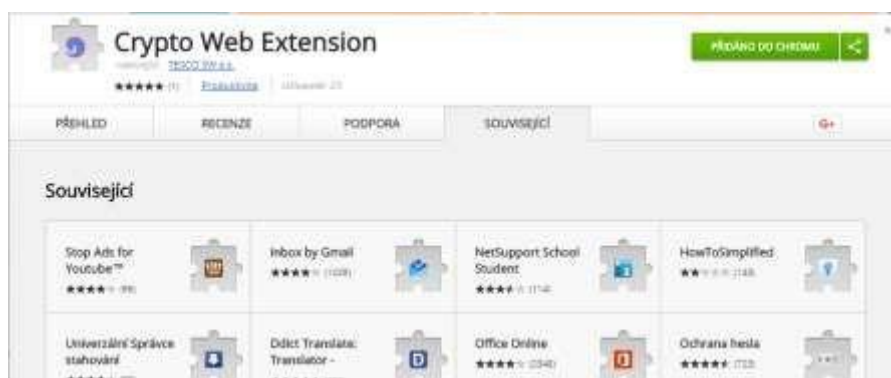 Crypto Web Extension
TESCO SW a.s.
(1)
PŘIDÁNO DO CHROMU
PŘEHLED
RECENZE
PODPORA
SOUVISEJÍCÍ
G+
Související
Stop Ads for
Youtube™
Inbox by Gmail
NetSupport School
Student
HowToSimplified
Univerzální Správce
stahování
Ddict Translate:
Translator -
Office Online
Ochrana hesla